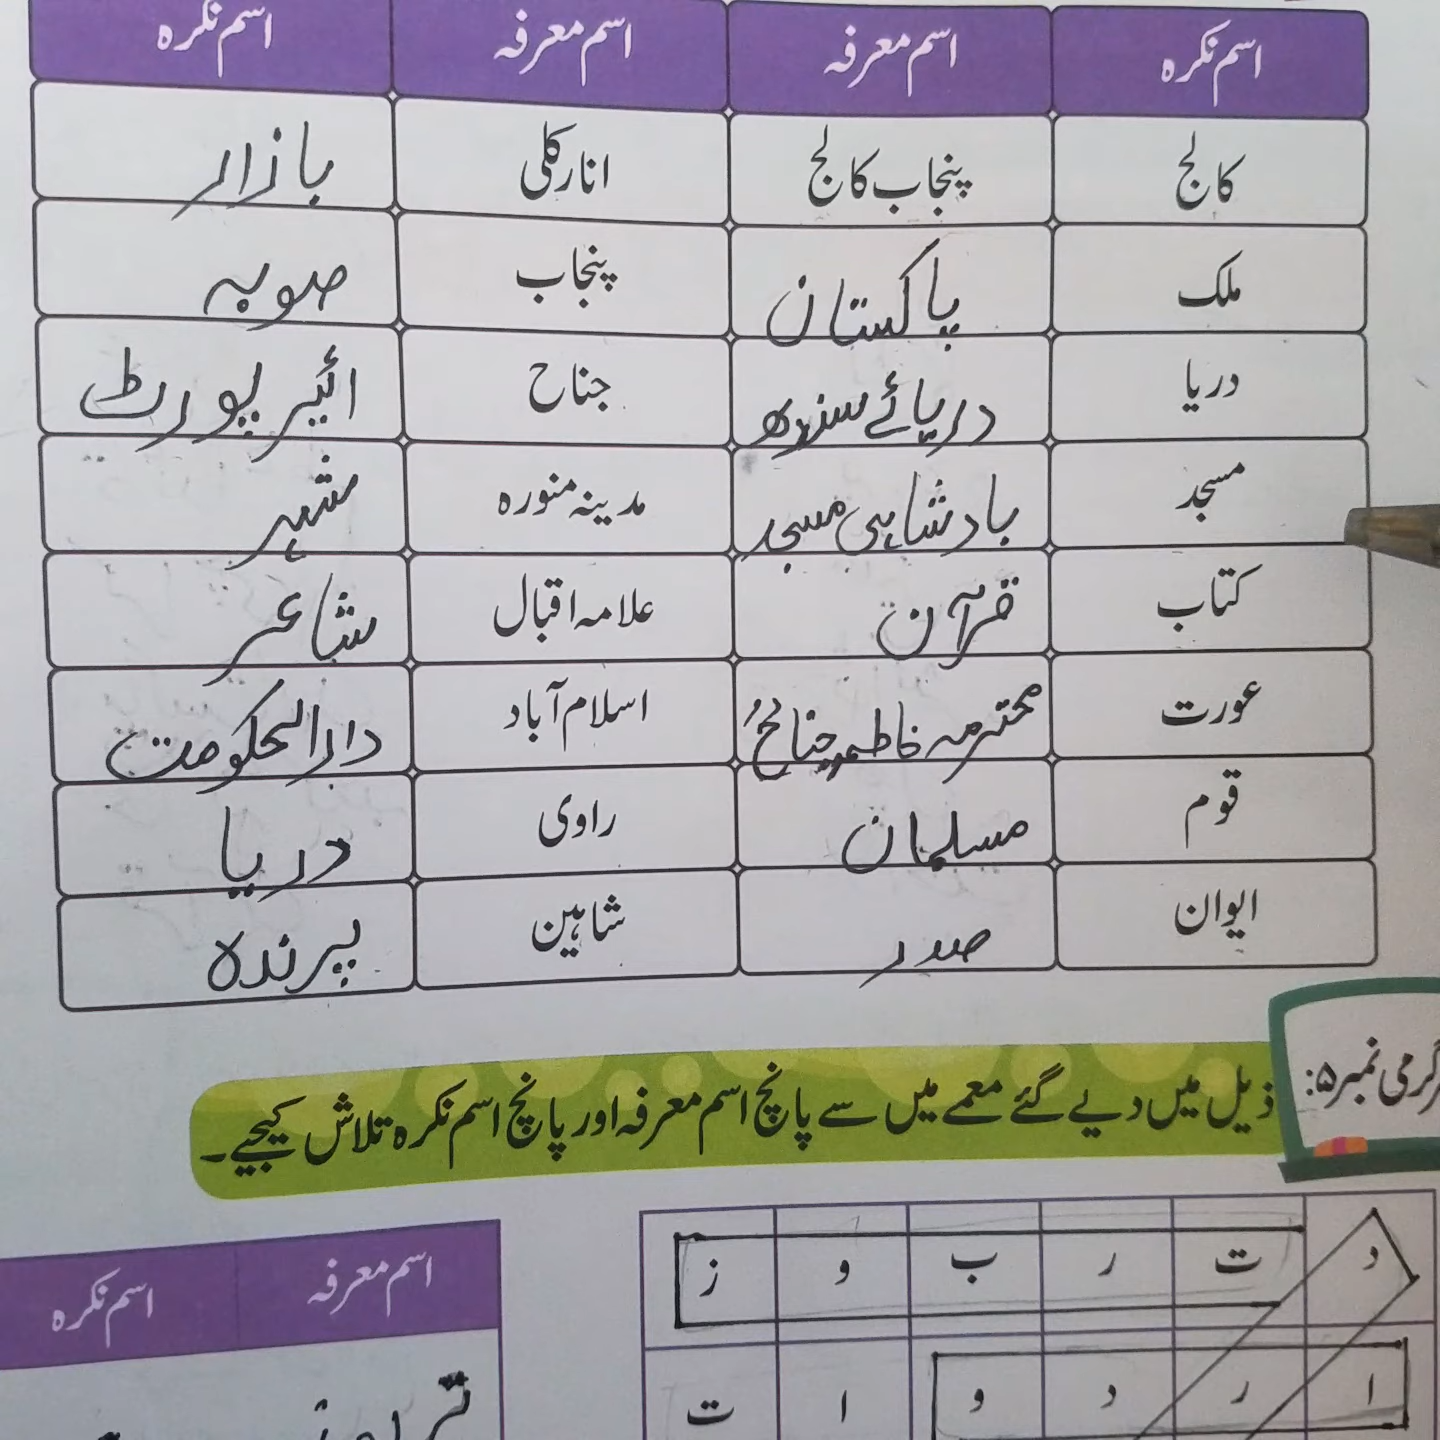 اسم نکرہ اسم معرفہ اسم معرفہ اسم نکرہ
کالج پنجاب کالج انارکلی بازار
ملک پاکستان پنجاب صوبہ
دریا دریائے سندھ جناح ائیرپورٹ
مسجد بادشاہی مسجد مدینہ منورہ شہر
کتاب قرآن علامہ اقبال شاعر
عورت محترمہ فاطمہ جناحؒ اسلام آباد دارالحکومت
قوم مسلمان راوی دریا
ایوان صدر شاہین پرندہ
گرمی نمبر ۵:
ذیل میں دیے گئے معمے میں سے پانچ اسم معرفہ اور پانچ اسم نکرہ تلاش کیجیے۔
د ت ر ب و ز
ا ر د و ا ت
اسم معرفہ اسم نکرہ